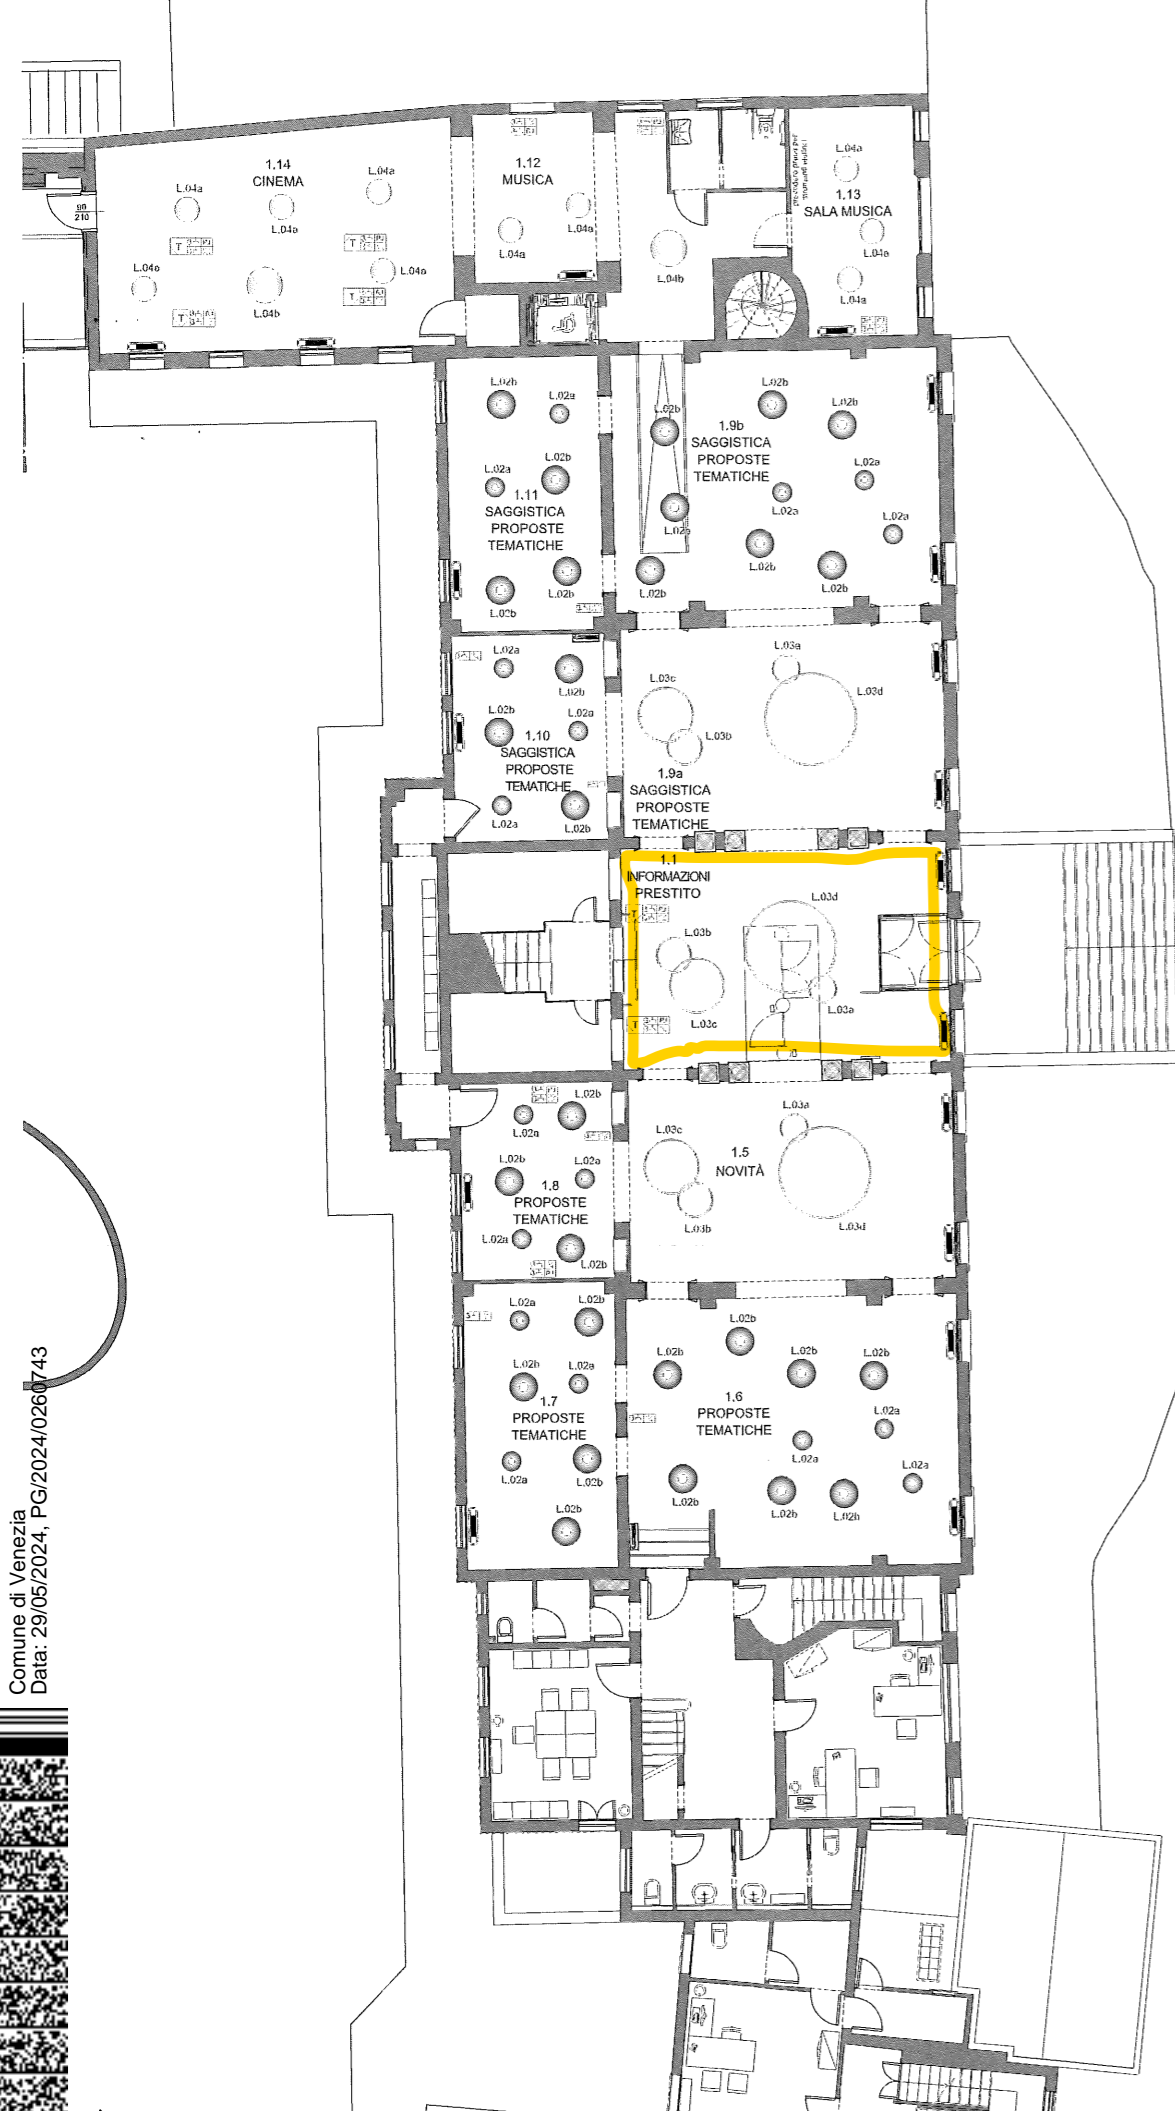 1.14
CINEMA
L.04a
L.04a
L.04a
L.04a
L.04a
L.04a
L.04b
T
T
T
T
90
210
1.12
MUSICA
L.04a
L.04a
L.04b
1.13
SALA MUSICA
L.04a
L.04a
L.04a
L.02b
L.02a
L.02a
L.02b
1.11
SAGGISTICA
PROPOSTE
TEMATICHE
L.02b
L.02b
L.02b
L.02b
L.02b
L.02b
L.02b
1.9b
SAGGISTICA
PROPOSTE
TEMATICHE
L.02a
L.02a
L.02a
L.02b
L.02b
L.02a
L.02b
L.02b
L.02a
1.10
SAGGISTICA
PROPOSTE
TEMATICHE
L.02a
L.02b
L.03a
L.03c
L.03d
L.03b
1.9a
SAGGISTICA
PROPOSTE
TEMATICHE
1.1
INFORMAZIONI
PRESTITO
L.03d
L.03b
L.03a
L.03c
T
T
L.02b
L.02a
L.02b
L.02a
1.8
PROPOSTE
TEMATICHE
L.02a
L.02b
L.03a
L.03c
1.5
NOVITÀ
L.03b
L.03d
L.02a
L.02b
L.02b
L.02a
1.7
PROPOSTE
TEMATICHE
L.02a
L.02b
L.02b
L.02b
L.02b
L.02b
L.02b
1.6
PROPOSTE
TEMATICHE
L.02a
L.02a
L.02a
L.02b
L.02b
L.02b
Comune di Venezia
Data: 29/05/2024, PG/2024/0260743